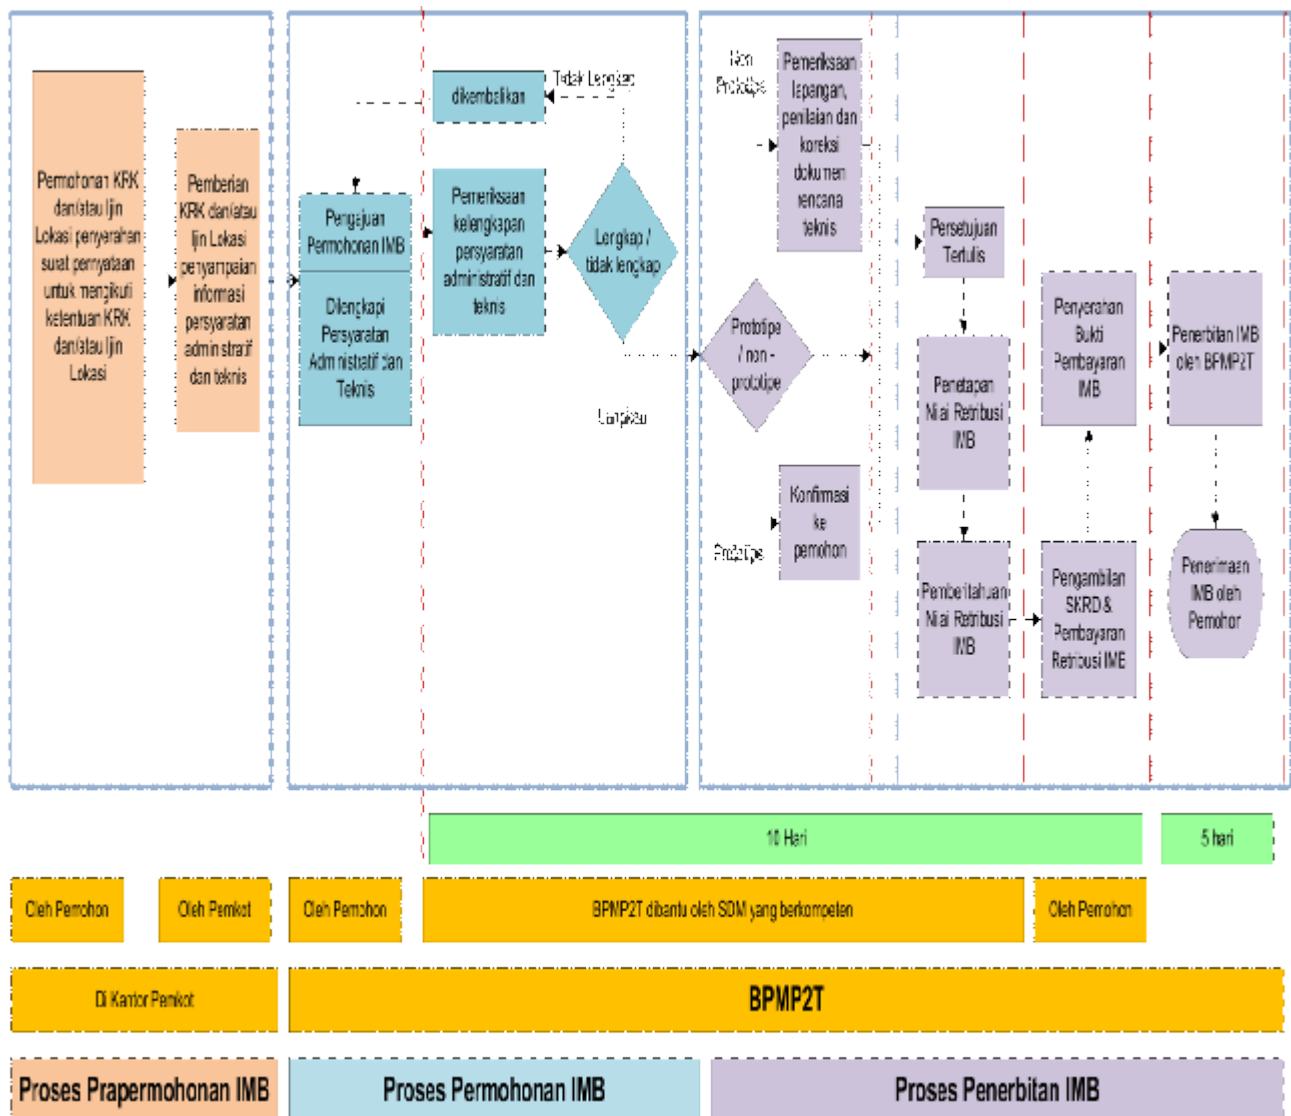 Permohonan KRK
dan/atau Ijin
Lokasi penyerahan
surat pernyataan
untuk mengikuti
ketentuan KRK
dan/atau Ijin
Lokasi
Pemberian
KRK dan/atau
Ijin Lokasi
penyampaian
informasi
persyaratan
administratif
dan teknis
Pengajuan
Permohonan IMB
Dilengkapi
Persyaratan
Administratif dan
Teknis
dikembalikan
Tidak Lengkap
Pemeriksaan
kelengkapan
persyaratan
administratif dan
teknis
Lengkap /
tidak lengkap
Non
Prototipe
Pemeriksaan
lapangan,
penilaian dan
koreksi
dokumen
rencana
teknis
Prototipe
/ non -
prototipe
Prototipe
Konfirmasi
ke
pemohon
Persetujuan
Tertulis
Penetapan
Nilai Retribusi
IMB
Pemberitahuan
Nilai Retribusi
IMB
Penyerahan
Bukti
Pembayaran
IMB
Pengambilan
SKRD &
Pembayaran
Retribusi IMB
Penerbitan IMB
oleh BPMP2T
Penerimaan
IMB oleh
Pemohon
10 Hari
5 hari
Oleh Pemohon
Oleh Pemkot
Oleh Pemohon
BPMP2T dibantu oleh SDM yang berkompeten
Oleh Pemohon
Di Kantor Pemkot
BPMP2T
Proses Prapermohonan IMB
Proses Permohonan IMB
Proses Penerbitan IMB